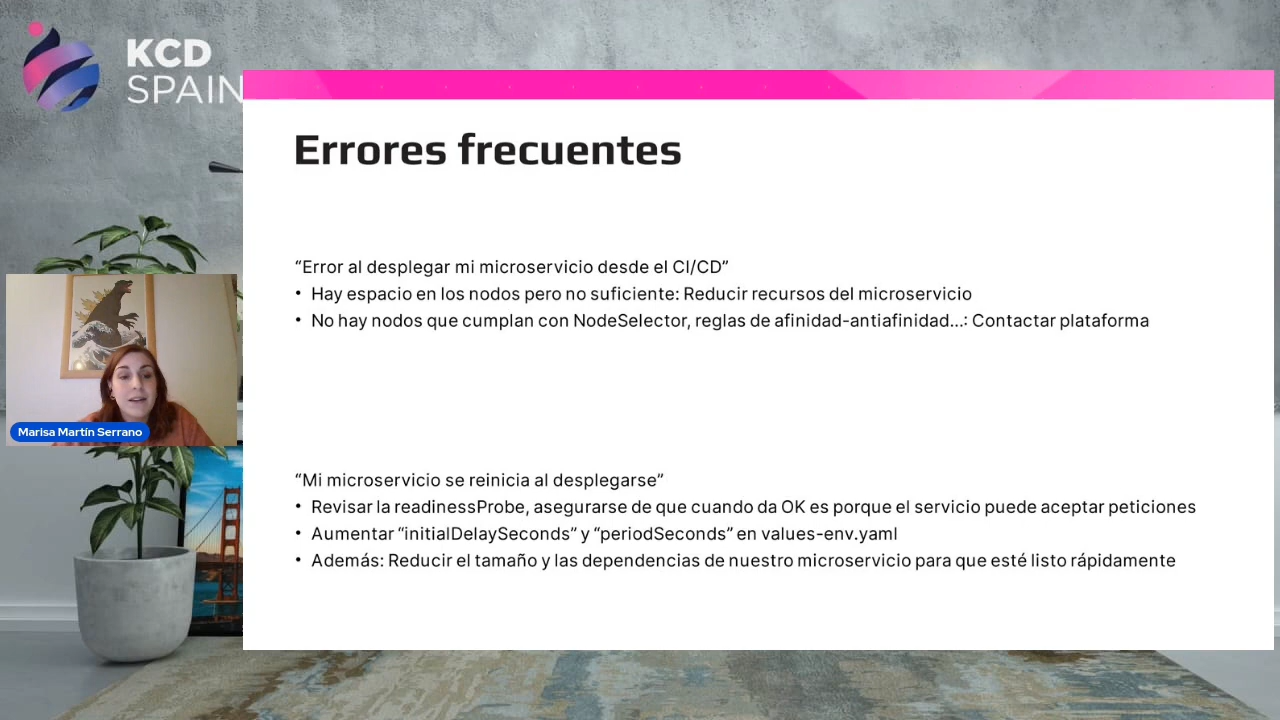 KCD
SPAIN
Errores frecuentes
“Error al desplegar mi microservicio desde el CI/CD”
• Hay espacio en los nodos pero no suficiente: Reducir recursos del microservicio
• No hay nodos que cumplan con NodeSelector, reglas de afinidad-antiafinidad...: Contactar plataforma
Marisa Martín Serrano
“Mi microservicio se reinicia al desplegarse”
• Revisar la readinessProbe, asegurarse de que cuando da OK es porque el servicio puede aceptar peticiones
• Aumentar “initialDelaySeconds” y “periodSeconds” en values-env.yaml
• Además: Reducir el tamaño y las dependencias de nuestro microservicio para que esté listo rápidamente